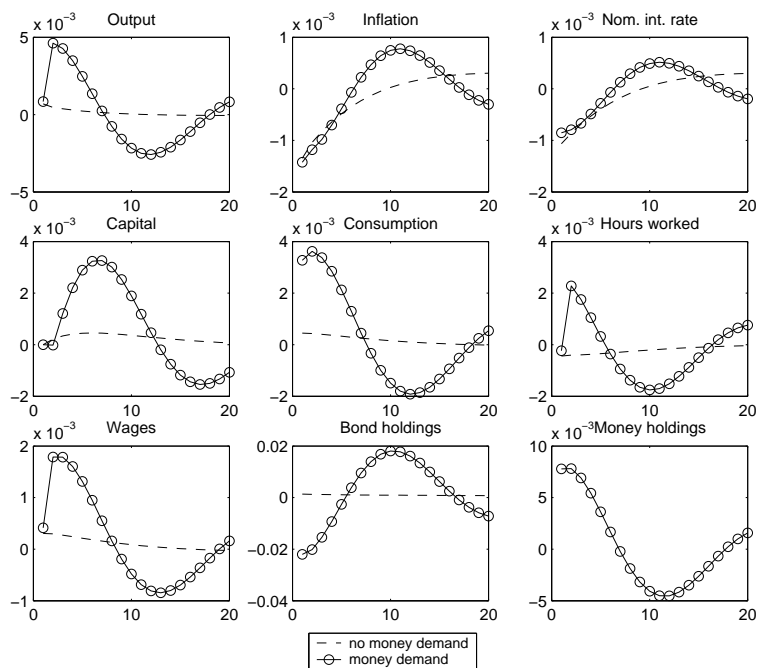 x 10⁻³ Output
5
0
−5
0 10 20
x 10⁻³ Inflation
1
0
−1
−2
0 10 20
x 10⁻³ Nom. int. rate
1
0
−1
−2
0 10 20
x 10⁻³ Capital
4
2
0
−2
0 10 20
x 10⁻³ Consumption
4
2
0
−2
0 10 20
x 10⁻³ Hours worked
4
2
0
−2
0 10 20
x 10⁻³ Wages
2
1
0
−1
0 10 20
Bond holdings
0.02
0
−0.02
−0.04
0 10 20
x 10⁻³Money holdings
10
5
0
−5
0 10 20
no money demand
money demand